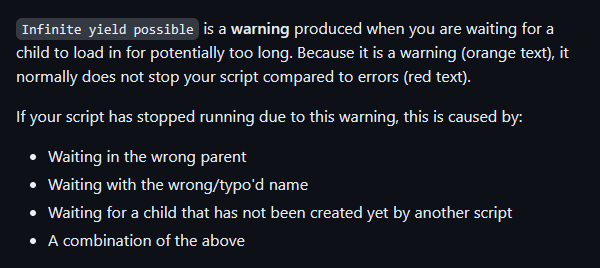 Infinite yield possible is a warning produced when you are waiting for a
child to load in for potentially too long. Because it is a warning (orange text), it
normally does not stop your script compared to errors (red text).
If your script has stopped running due to this warning, this is caused by:
• Waiting in the wrong parent
• Waiting with the wrong/typo'd name
• Waiting for a child that has not been created yet by another script
• A combination of the above